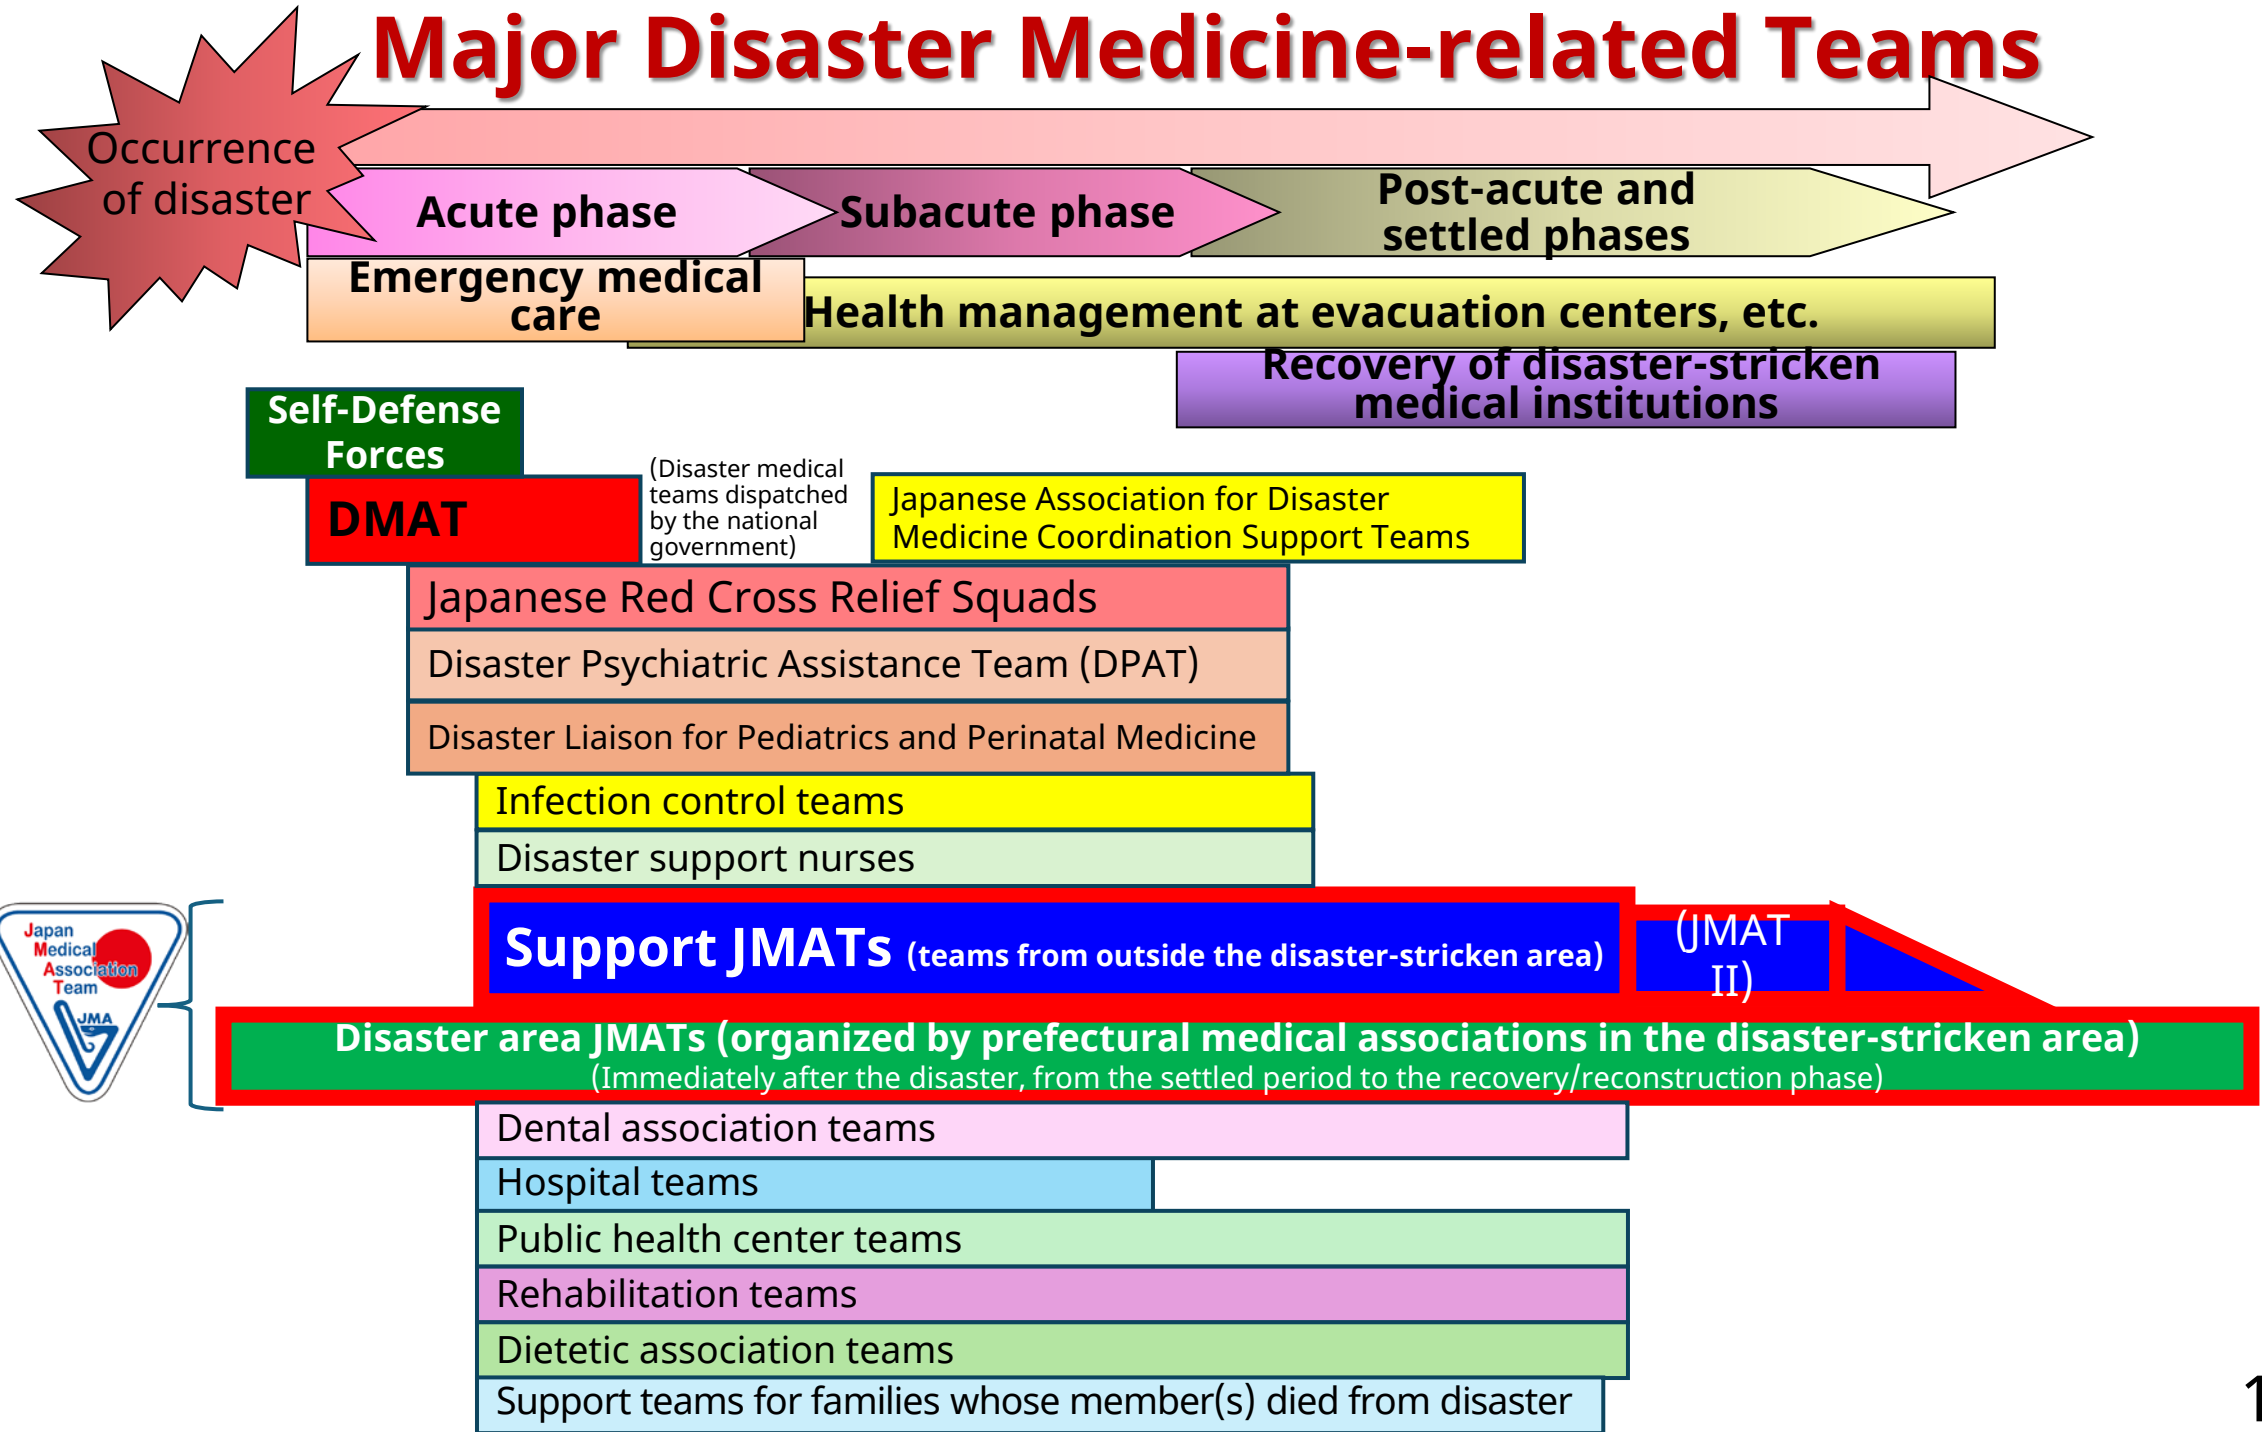 Major Disaster Medicine-related Teams
Occurrence
of disaster
Acute phase
Subacute phase
Post-acute and
settled phases
Emergency medical
care
Health management at evacuation centers, etc.
Recovery of disaster-stricken
medical institutions
Self-Defense
Forces
DMAT
(Disaster medical
teams dispatched
by the national
government)
Japanese Association for Disaster
Medicine Coordination Support Teams
Japanese Red Cross Relief Squads
Disaster Psychiatric Assistance Team (DPAT)
Disaster Liaison for Pediatrics and Perinatal Medicine
Infection control teams
Disaster support nurses
Japan
Medical
Association
Team
JMA
Support JMATs (teams from outside the disaster-stricken area)
(JMAT
II)
Disaster area JMATs (organized by prefectural medical associations in the disaster-stricken area)
(Immediately after the disaster, from the settled period to the recovery/reconstruction phase)
Dental association teams
Hospital teams
Public health center teams
Rehabilitation teams
Dietetic association teams
Support teams for families whose member(s) died from disaster
1